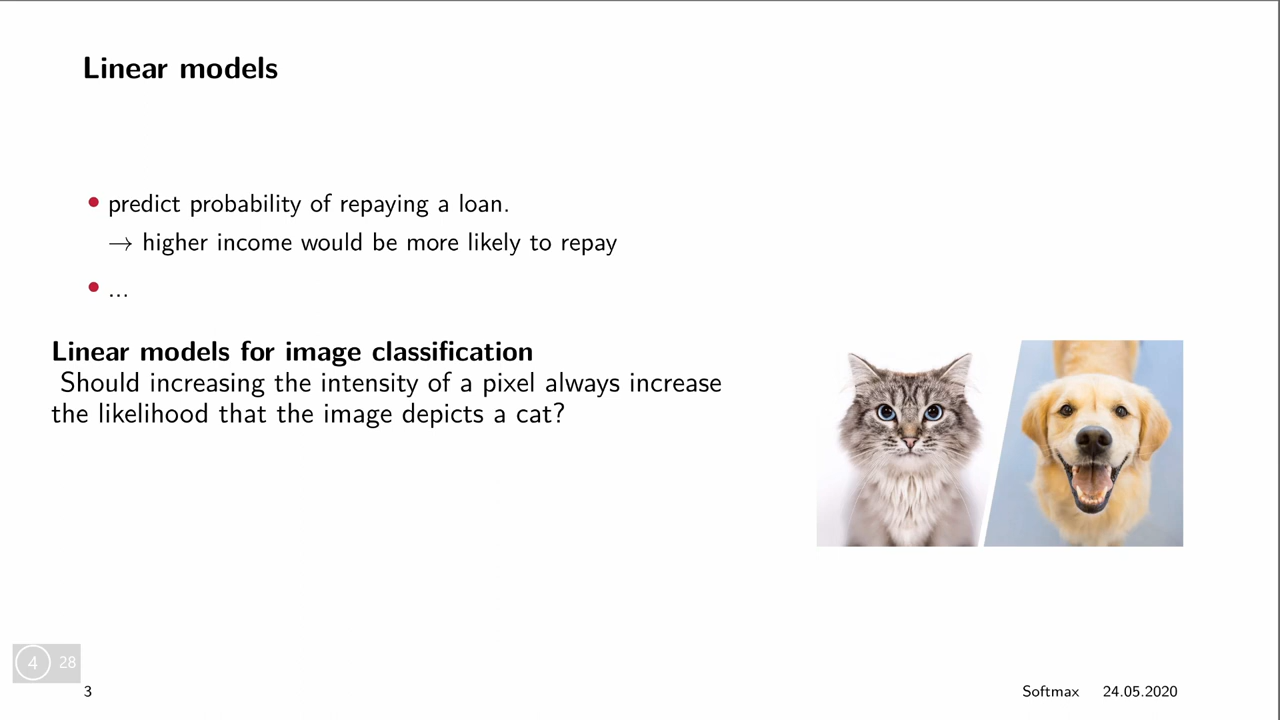 Linear models
• predict probability of repaying a loan.
→ higher income would be more likely to repay
• ...
Linear models for image classification
Should increasing the intensity of a pixel always increase
the likelihood that the image depicts a cat?
4 28
3 Softmax 24.05.2020